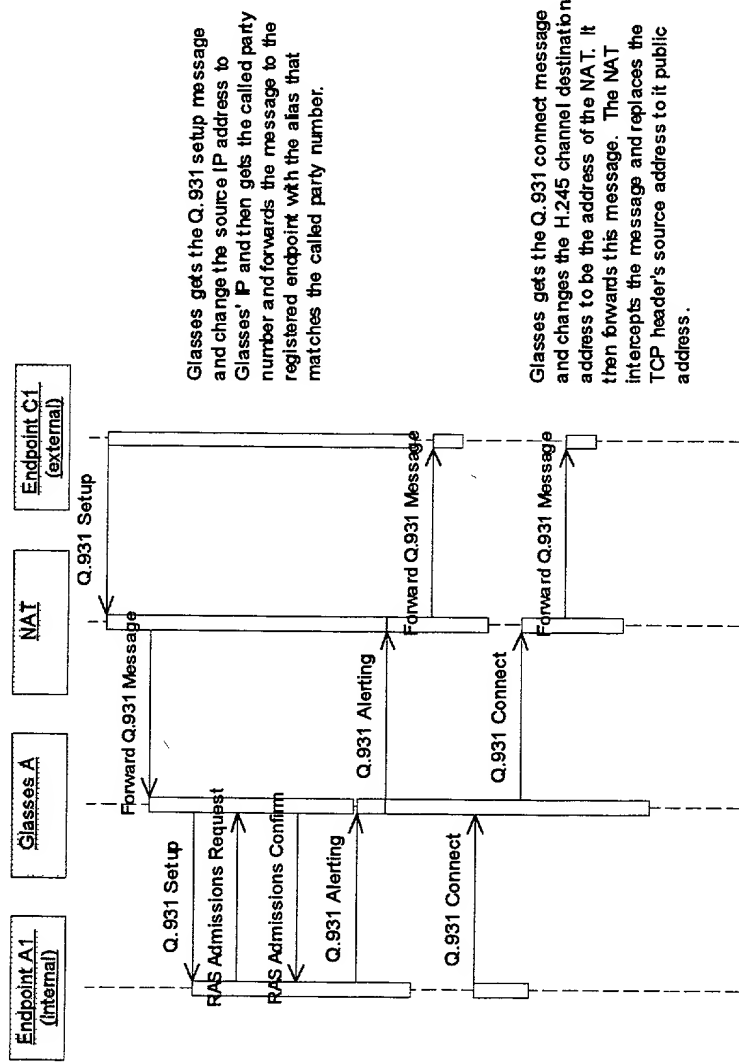 Endpoint A1
(internal)
Glasses A
NAT
Endpoint C1
(external)
Q.931 Setup
Forward Q.931 Message
Q.931 Setup
RAS Admissions Request
RAS Admissions Confirm
Q.931 Alerting
Q.931 Alerting
Forward Q.931 Message
Q.931 Connect
Q.931 Connect
Forward Q.931 Message
Glasses gets the Q.931 setup message
and change the source IP address to
Glasses' IP and then gets the called party
number and forwards the message to the
registered endpoint with the alias that
matches the called party number.
Glasses gets the Q.931 connect message
and changes the H.245 channel destination
address to be the address of the NAT. It
then forwards this message. The NAT
intercepts the message and replaces the
TCP header's source address to it public
address.